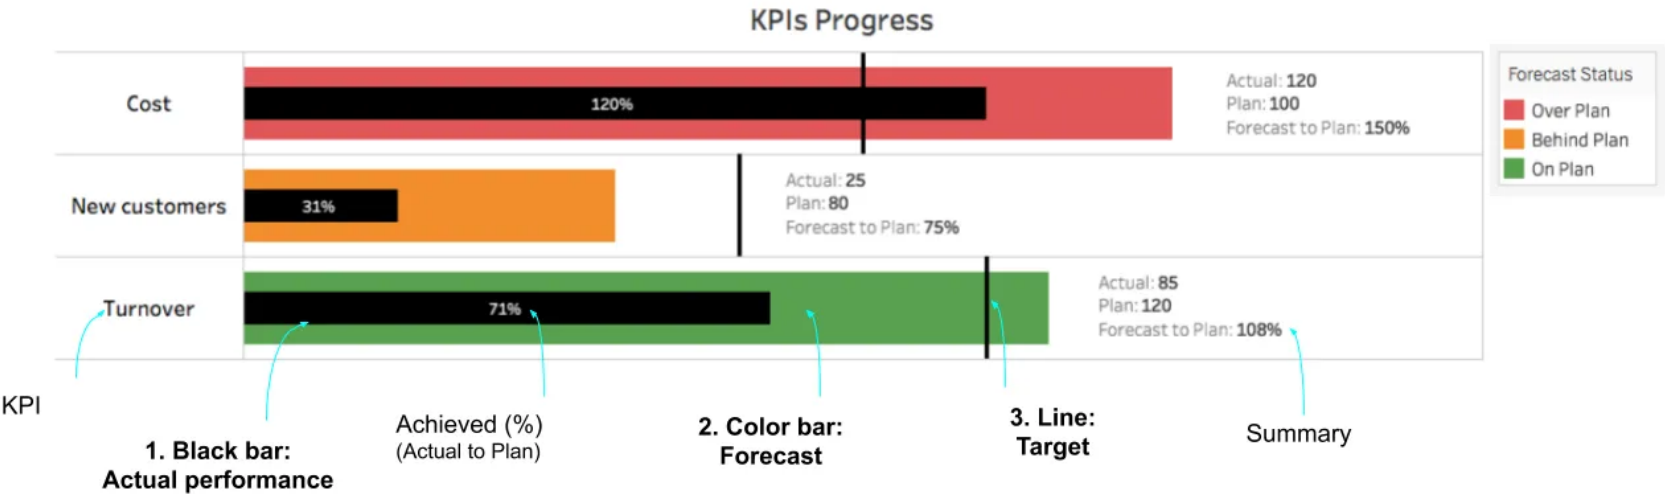 KPIs Progress
Cost
120%
Actual: 120
Plan: 100
Forecast to Plan: 150%
Forecast Status
Over Plan
Behind Plan
On Plan
New customers
31%
Actual: 25
Plan: 80
Forecast to Plan: 75%
Turnover
71%
Actual: 85
Plan: 120
Forecast to Plan: 108%
KPI
1. Black bar:
Actual performance
Achieved (%)
(Actual to Plan)
2. Color bar:
Forecast
3. Line:
Target
Summary